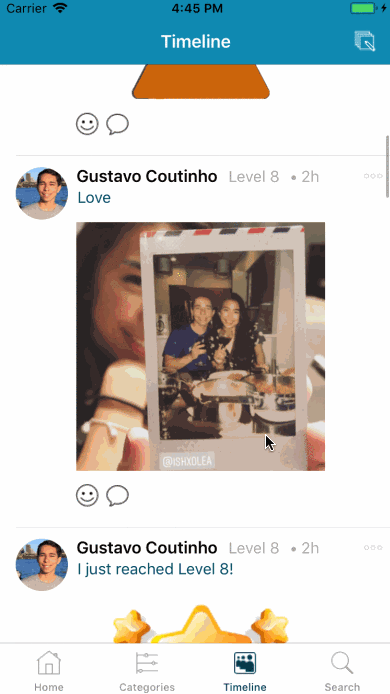 Carrier 4:45 PM
Timeline
Gustavo Coutinho Level 8 • 2h
Love
@ISHXDLEA
Gustavo Coutinho Level 8 • 2h
I just reached Level 8!
Home Categories Timeline Search